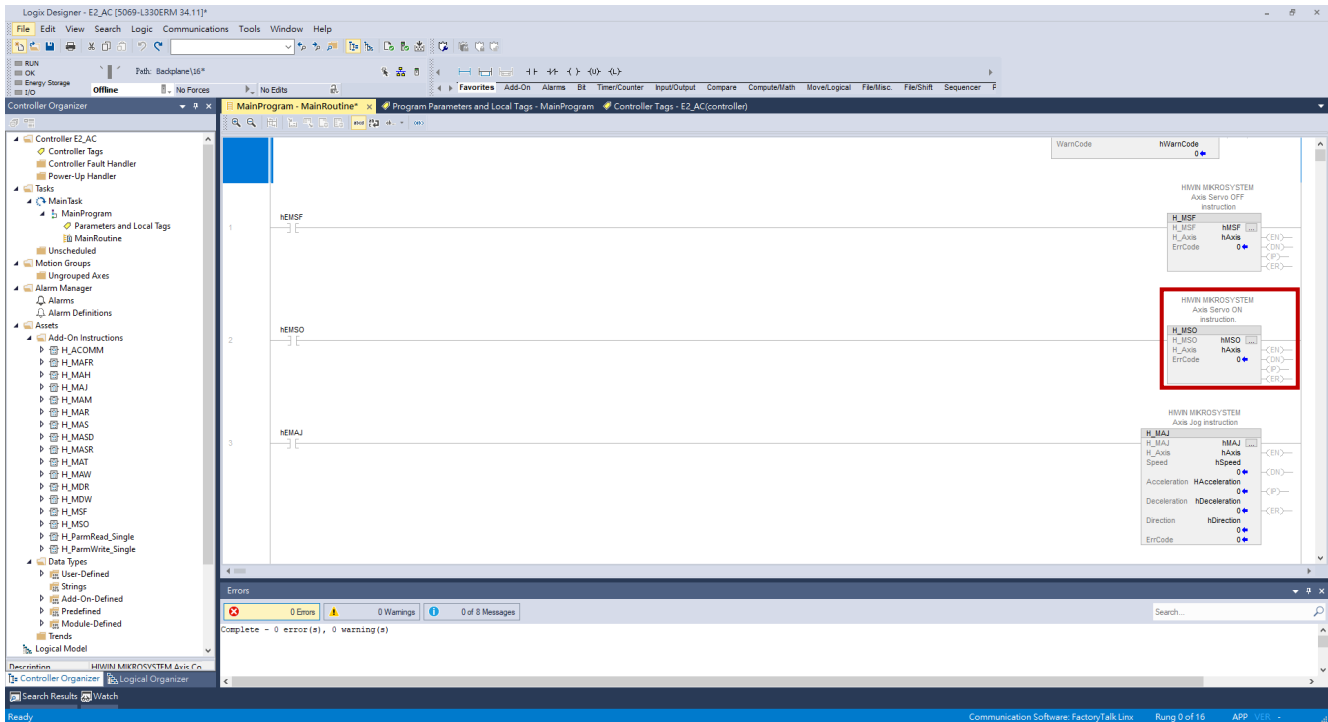 Logix Designer - E2_AC [5069-L330ERM 34.11]*
File Edit View Search Logic Communications Tools Window Help
RUN
OK
Energy Storage
I/O
Path: Backplane\16*
Offline
No Forces
No Edits
Favorites Add-On Alarms Bit Timer/Counter Input/Output Compare Compute/Math Move/Logical File/Misc. File/Shift Sequencer
Controller Organizer
MainProgram - MainRoutine*
Program Parameters and Local Tags - MainProgram
Controller Tags - E2_AC(controller)
Controller E2_AC
Controller Tags
Controller Fault Handler
Power-Up Handler
Tasks
MainTask
MainProgram
Parameters and Local Tags
MainRoutine
Unscheduled
Motion Groups
Ungrouped Axes
Alarm Manager
Alarms
Alarm Definitions
Assets
Add-On Instructions
H_ACOMM
H_MAFR
H_MAH
H_MAJ
H_MAM
H_MAR
H_MAS
H_MASD
H_MASR
H_MAT
H_MAW
H_MDR
H_MDW
H_MSF
H_MSO
H_ParmRead_Single
H_ParmWrite_Single
Data Types
User-Defined
Strings
Add-On-Defined
Predefined
Module-Defined
Trends
Logical Model
Description HIWIN MIKROSYSTEM Axis Co
Controller Organizer
Logical Organizer
WarnCode hWarnCode
0
1
hEMSF
HIWIN MIKROSYSTEM
Axis Servo OFF
instruction
H_MSF
H_MSF hMSF ...
H_Axis hAxis (EN)
ErrCode 0 (DN)
(IP)
(ER)
2
hEMSO
HIWIN MIKROSYSTEM
Axis Servo ON
instruction.
H_MSO
H_MSO hMSO ...
H_Axis hAxis (EN)
ErrCode 0 (DN)
(IP)
(ER)
3
hEMAJ
HIWIN MIKROSYSTEM
Axis Jog instruction
H_MAJ
H_MAJ hMAJ ...
H_Axis hAxis (EN)
Speed hSpeed
0 (DN)
Acceleration HAcceleration
0 (IP)
Deceleration hDeceleration
0 (ER)
Direction hDirection
0
ErrCode 0
Errors
0 Errors
0 Warnings
0 of 8 Messages
Search...
Complete - 0 error(s), 0 warning(s)
Search Results Watch
Ready
Communication Software: FactoryTalk Linx Rung 0 of 16 APP VER -